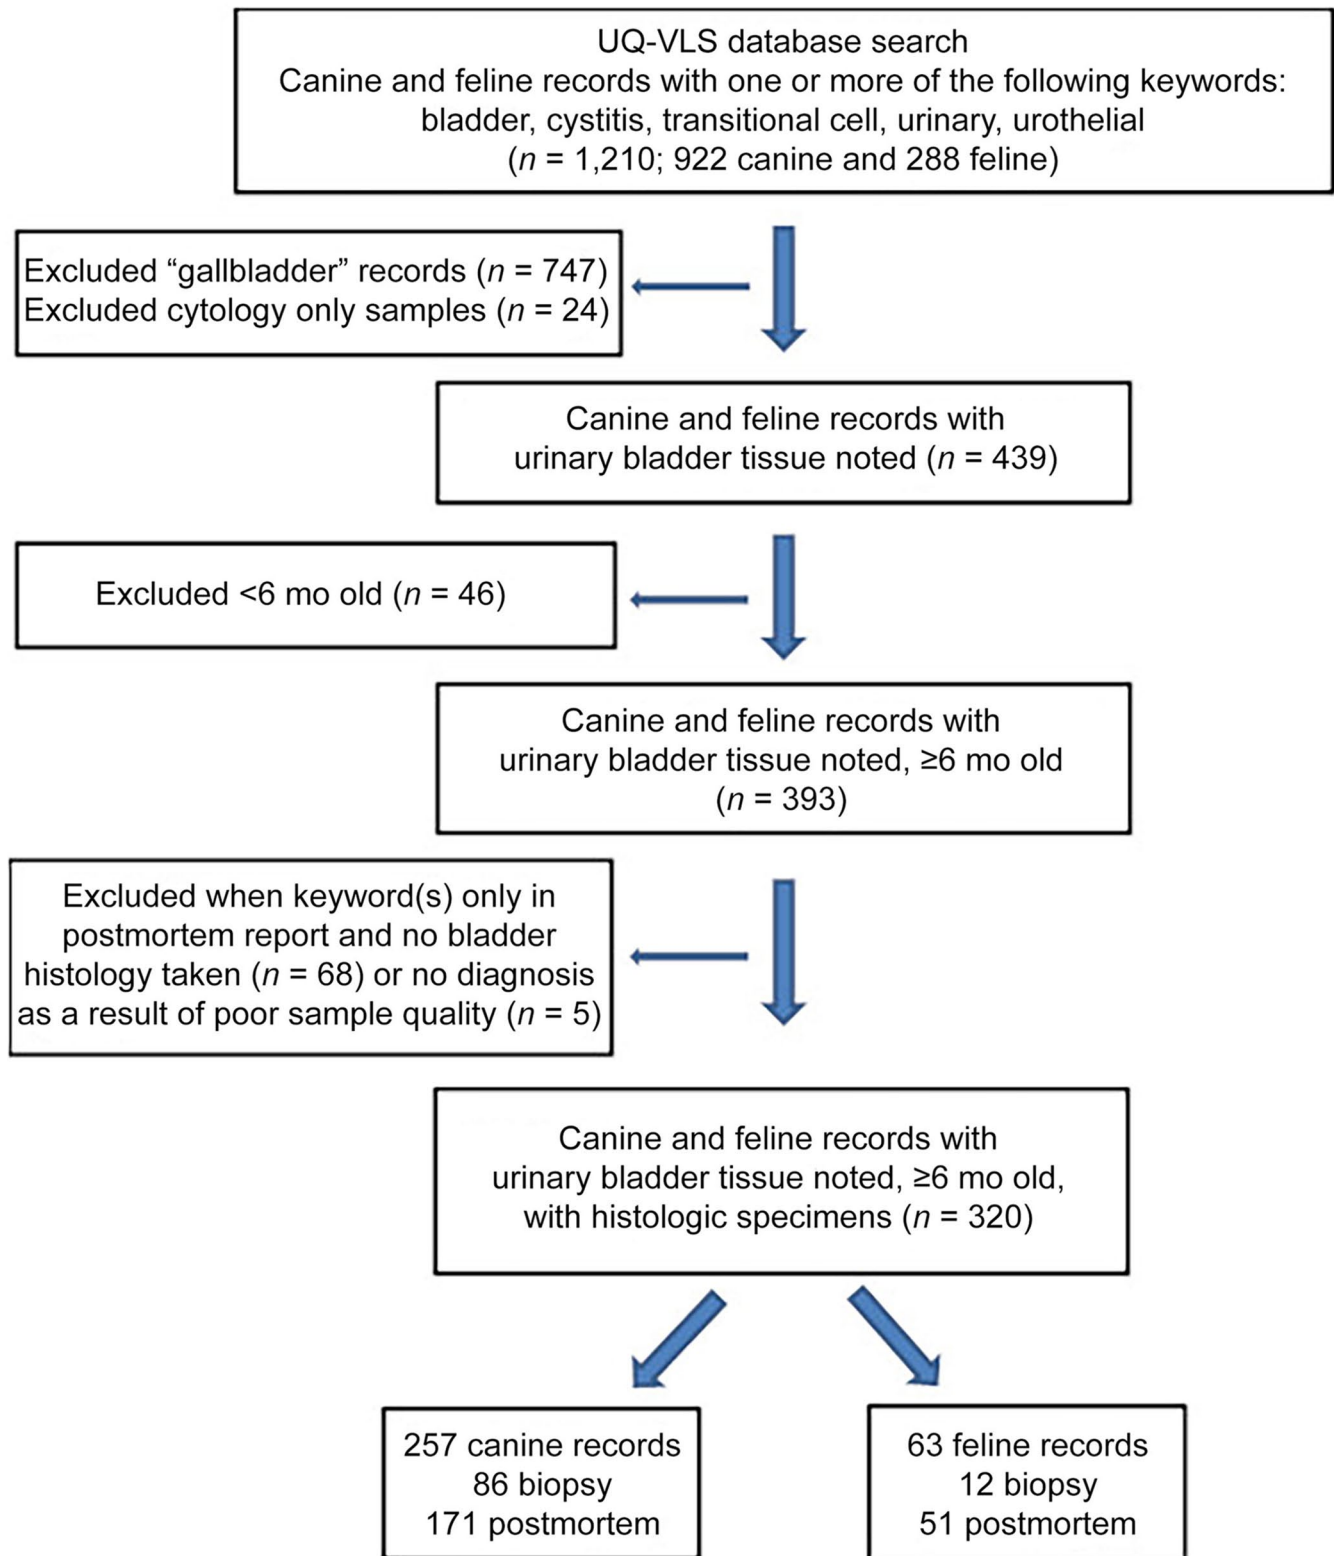 UQ-VLS database search
Canine and feline records with one or more of the following keywords:
bladder, cystitis, transitional cell, urinary, urothelial
(n = 1,210; 922 canine and 288 feline)
Excluded “gallbladder” records (n = 747)
Excluded cytology only samples (n = 24)
Canine and feline records with
urinary bladder tissue noted (n = 439)
Excluded <6 mo old (n = 46)
Canine and feline records with
urinary bladder tissue noted, ≥6 mo old
(n = 393)
Excluded when keyword(s) only in
postmortem report and no bladder
histology taken (n = 68) or no diagnosis
as a result of poor sample quality (n = 5)
Canine and feline records with
urinary bladder tissue noted, ≥6 mo old,
with histologic specimens (n = 320)
257 canine records
86 biopsy
171 postmortem
63 feline records
12 biopsy
51 postmortem